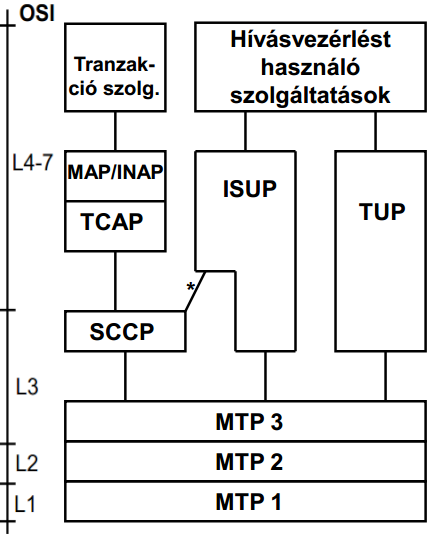 OSI
Tranzak-
ció szolg.
Hívásvezérlést
használó
szolgáltatások
L4-7
MAP/INAP
TCAP
ISUP
TUP
*
SCCP
L3
MTP 3
L2
MTP 2
L1
MTP 1